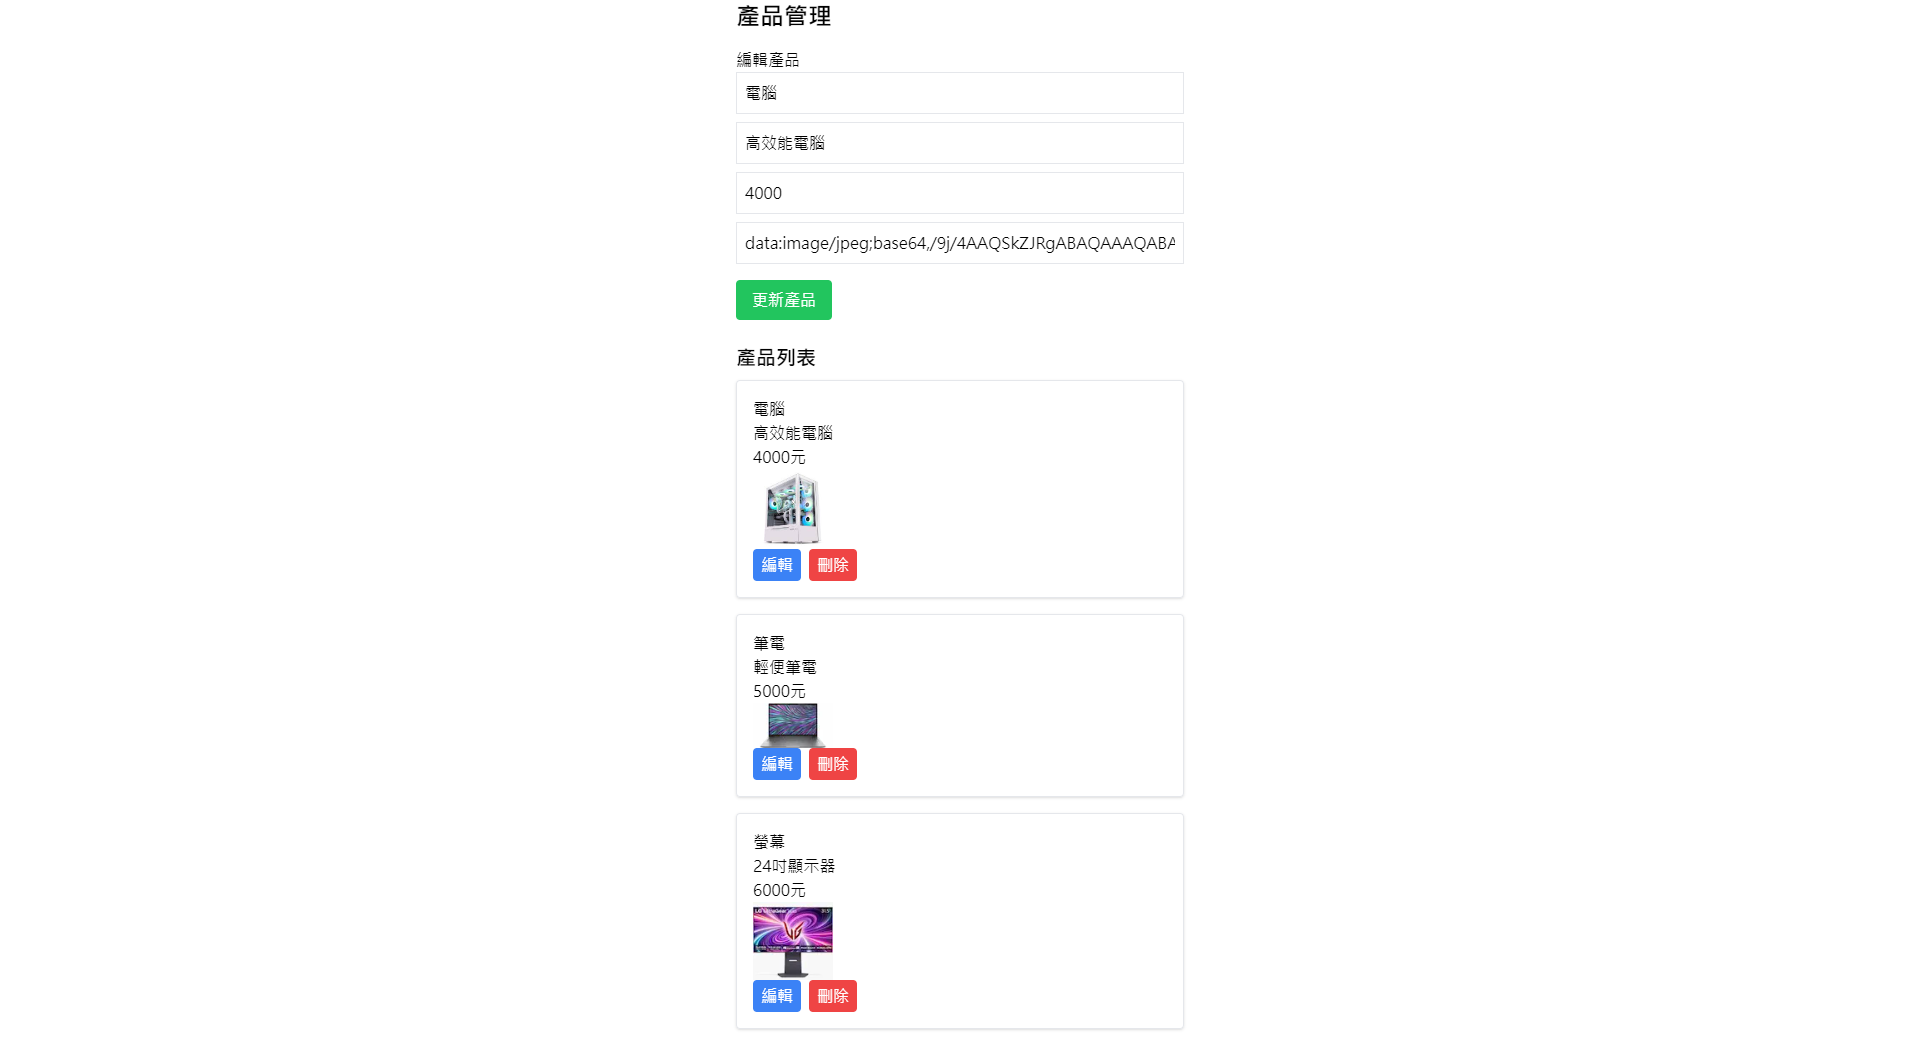 產品管理
編輯產品
電腦
高效能電腦
4000
data:image/jpeg;base64,/9j/4AAQSkZJRgABAQAAAQABA
更新產品
產品列表
電腦
高效能電腦
4000元
編輯 刪除
筆電
輕便筆電
5000元
編輯 刪除
螢幕
24吋顯示器
6000元
編輯 刪除